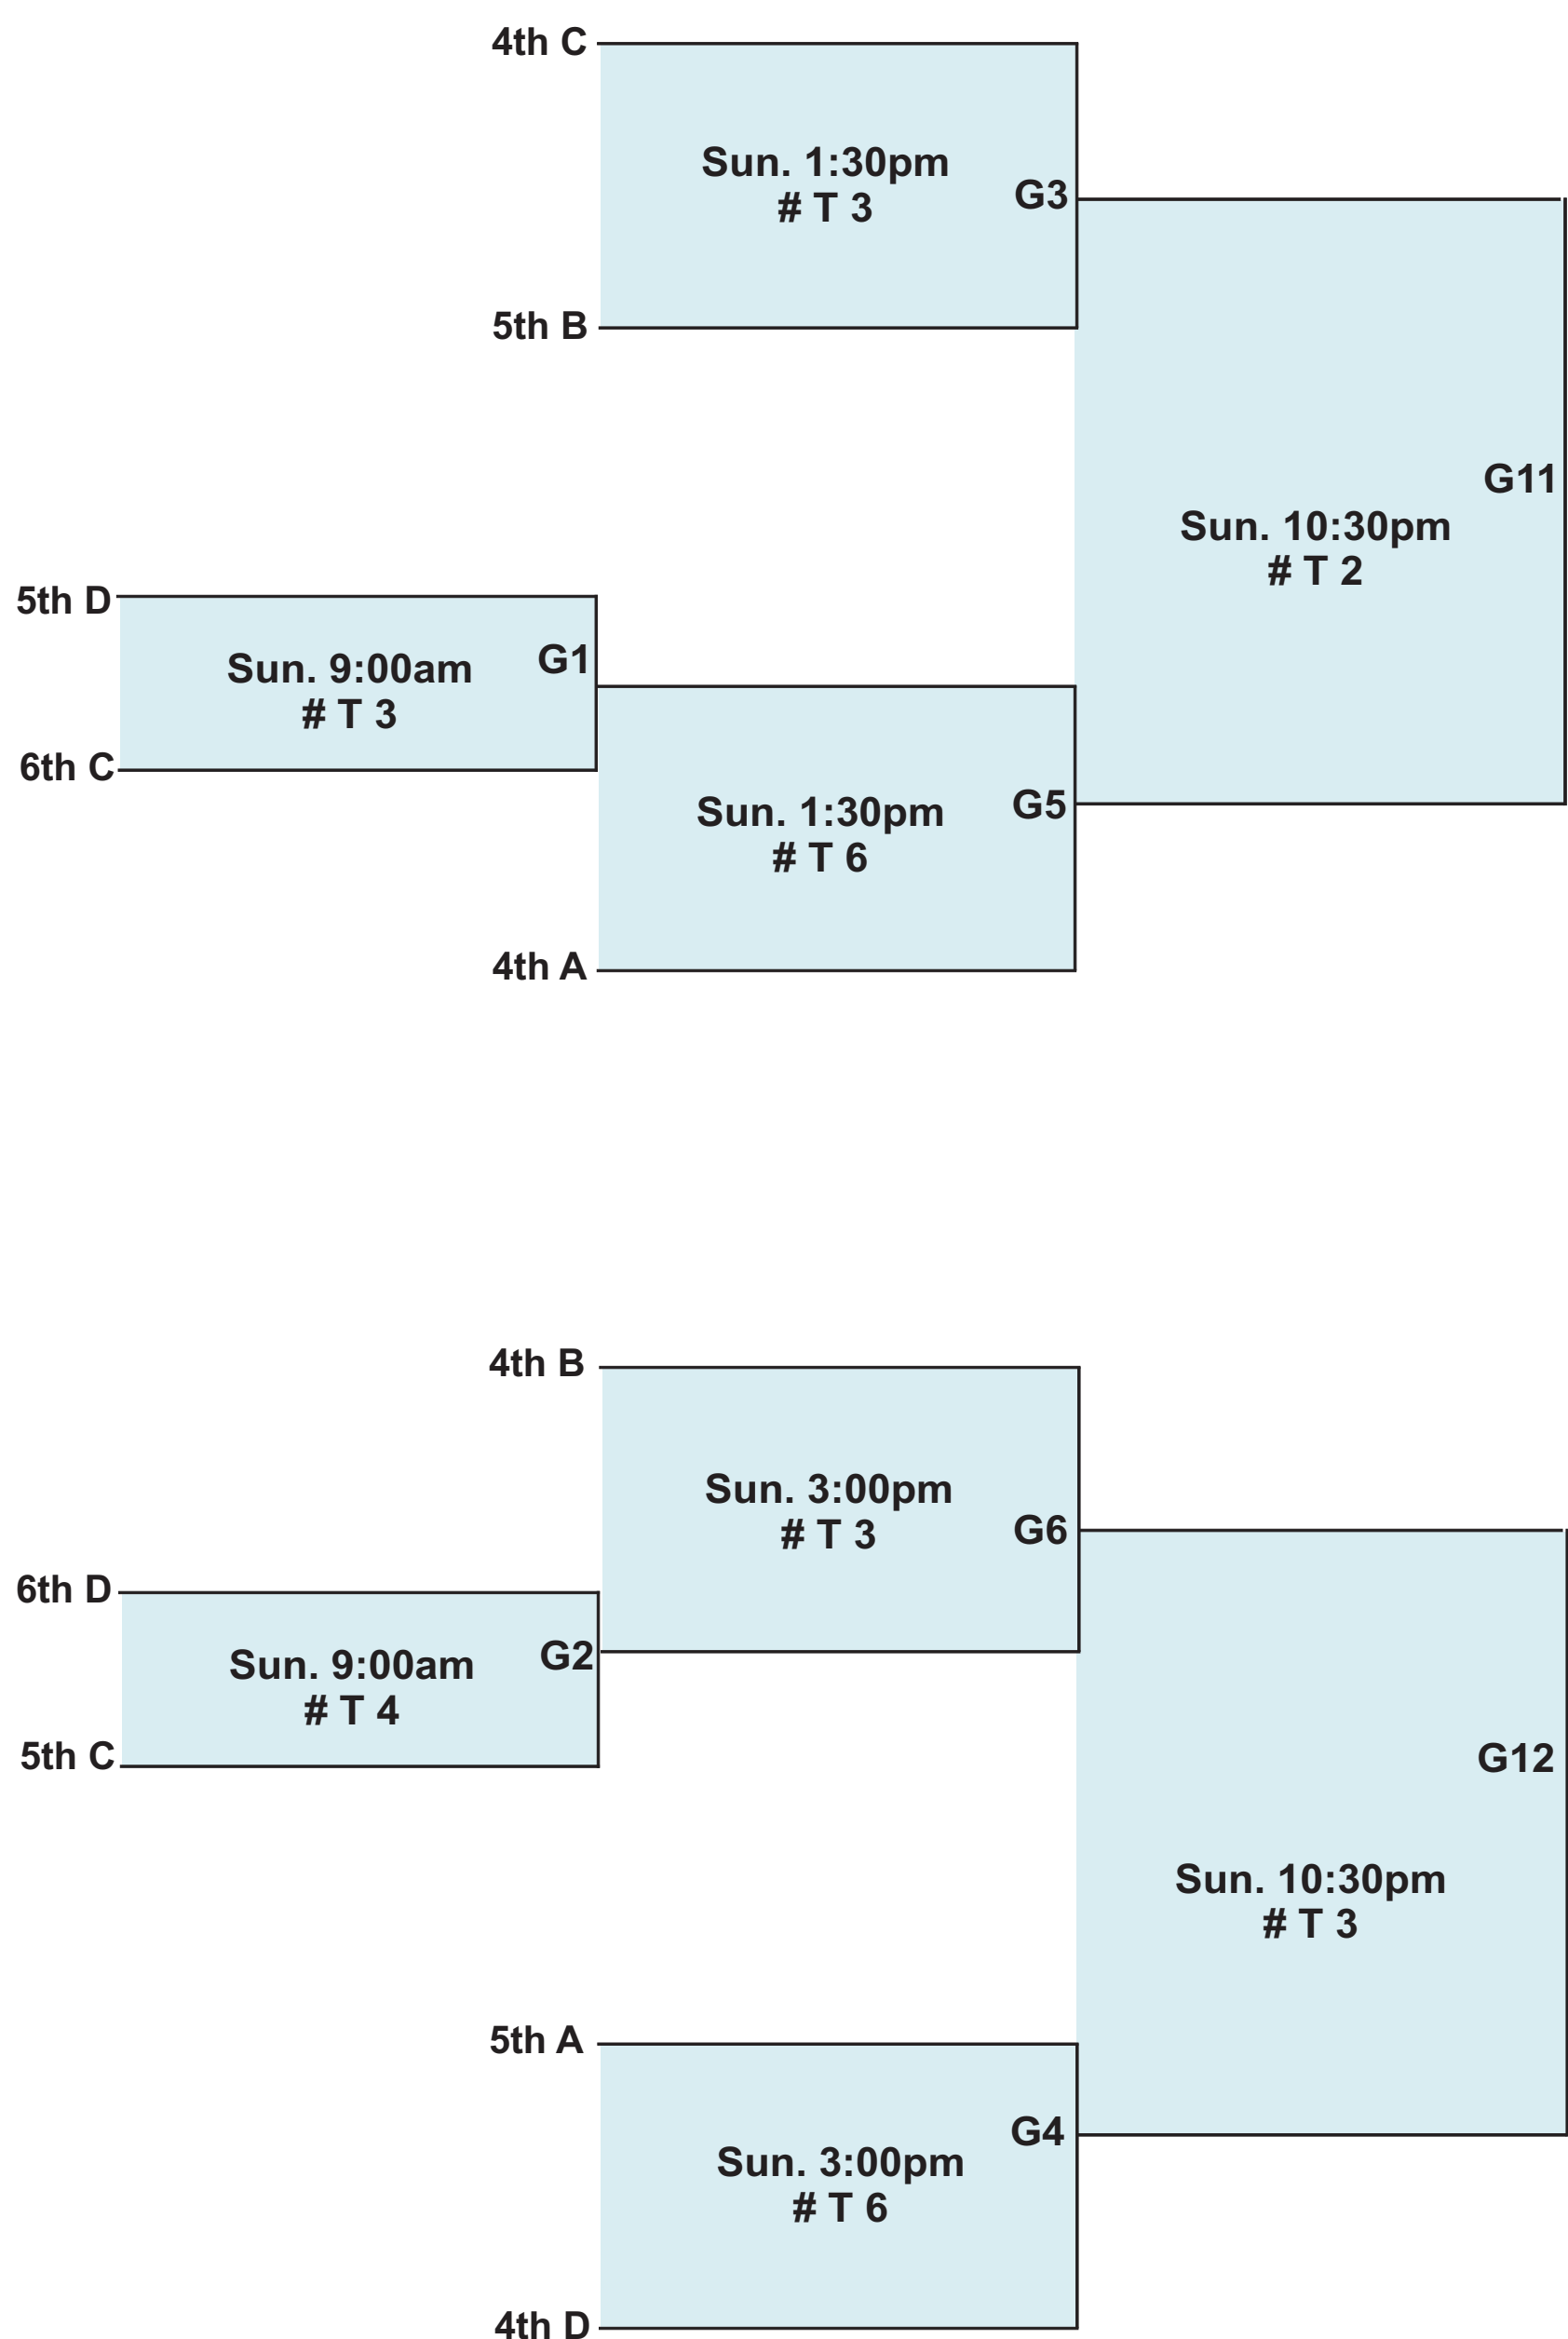 4th C
Sun. 1:30pm
# T 3
G3
5th B
G11
Sun. 10:30pm
# T 2
5th D
G1
Sun. 9:00am
# T 3
6th C
G5
Sun. 1:30pm
# T 6
4th A
4th B
Sun. 3:00pm
# T 3
G6
6th D
G2
Sun. 9:00am
# T 4
5th C
G12
Sun. 10:30pm
# T 3
5th A
G4
Sun. 3:00pm
# T 6
4th D